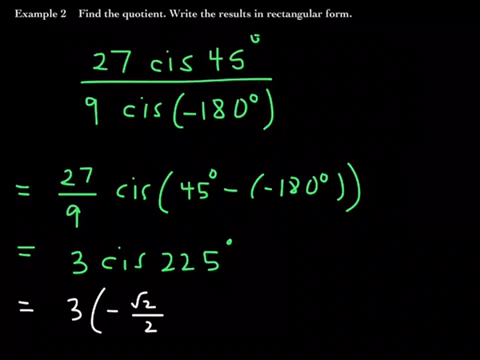 Example 2 Find the quotient. Write the results in rectangular form.
27 cis 45°
9 cis (-180°)
= 27/9 cis (45° - (-180°))
= 3 cis 225°
= 3 (- √2/2